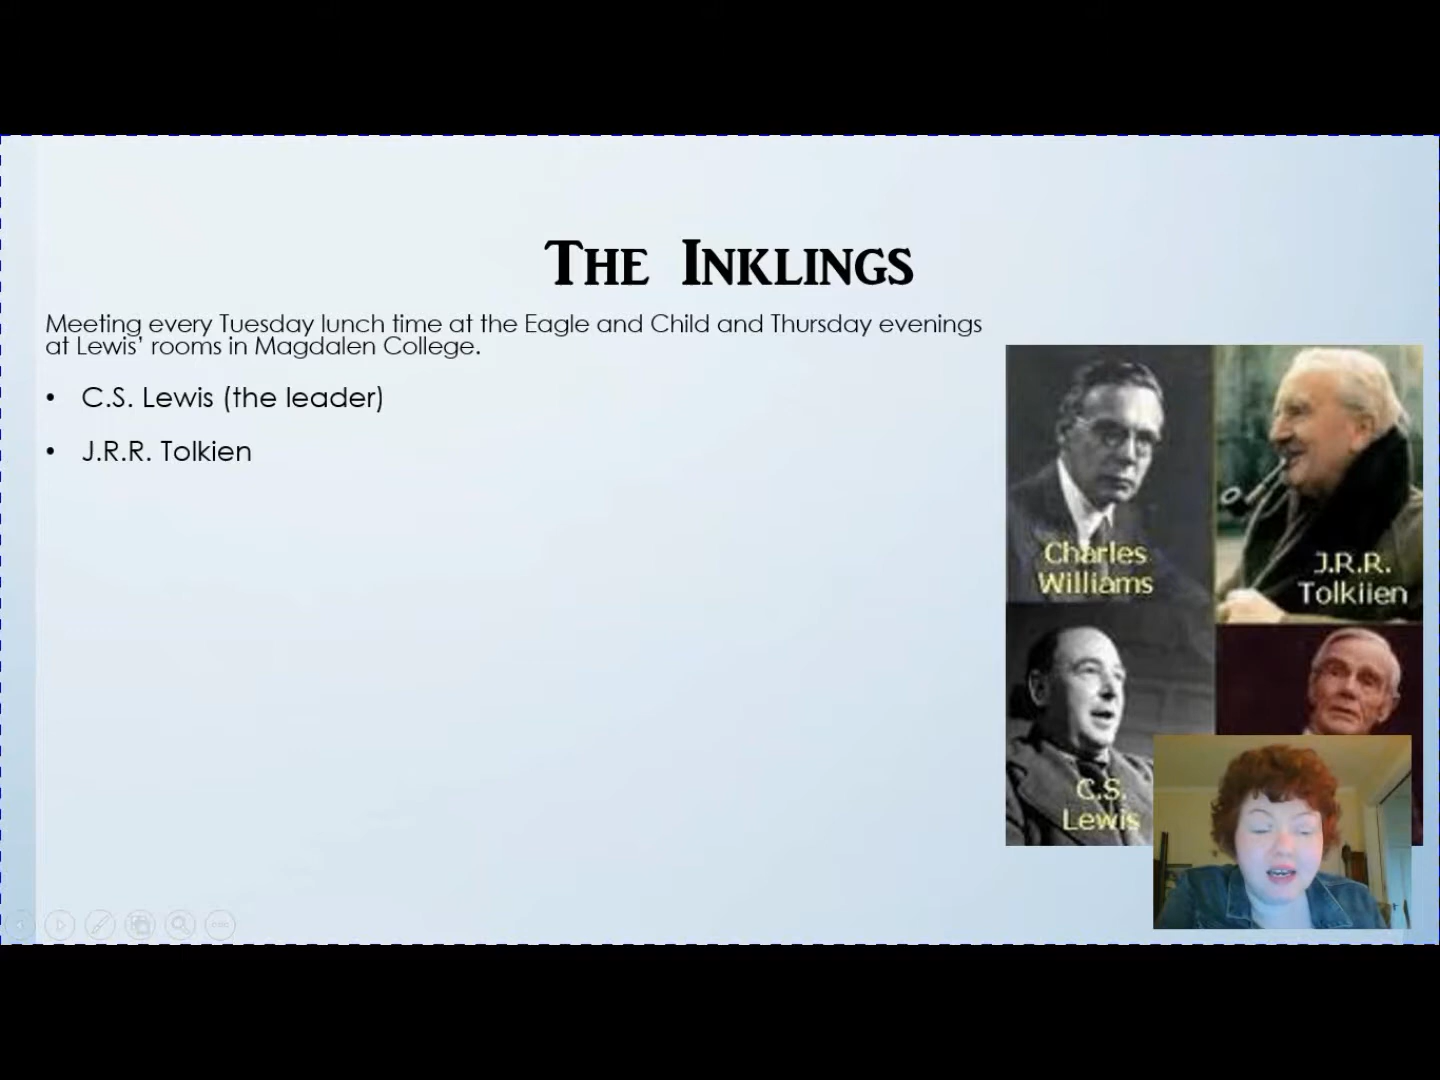 The Inklings
Meeting every Tuesday lunch time at the Eagle and Child and Thursday evenings
at Lewis’ rooms in Magdalen College.
• C.S. Lewis (the leader)
• J.R.R. Tolkien
Charles
Williams
J.R.R.
Tolkiien
C.S.
Lewis